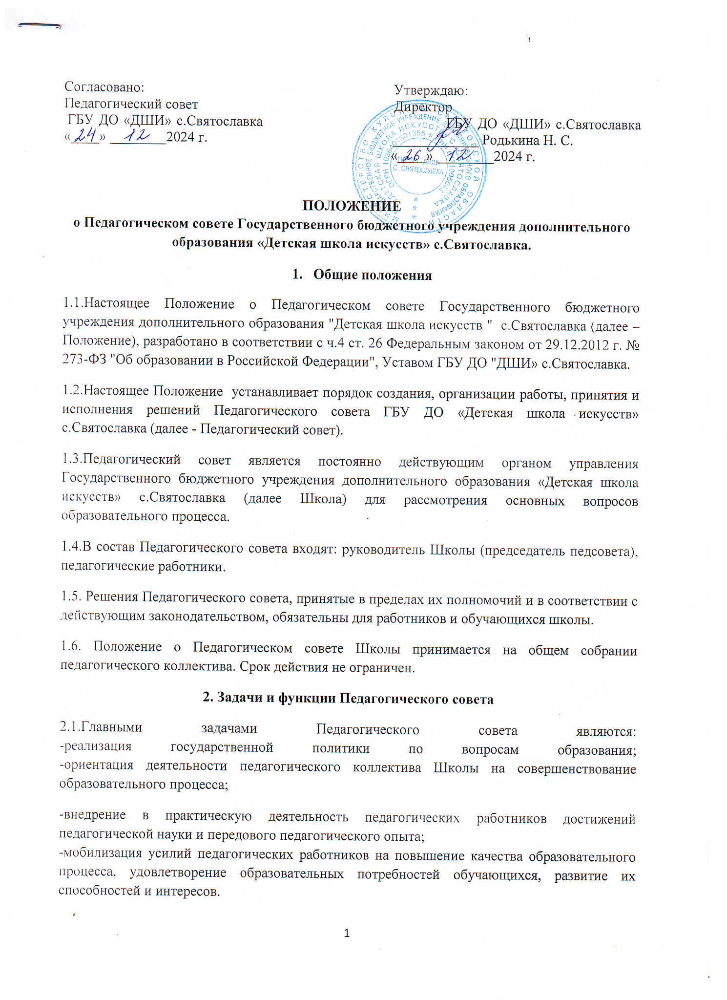 Согласовано:
Педагогический совет
ГБУ ДО «ДШИ» с.Святославка
«24» 12 2024 г.
Утверждаю:
Директор
ГБУ ДО «ДШИ» с.Святославка
Родькина Н. С.
«26» 12 2024 г.
С. СВЯТОСЛАВКА
ПОЛОЖЕНИЕ
о Педагогическом совете Государственного бюджетного учреждения дополнительного
образования «Детская школа искусств» с.Святославка.
1. Общие положения
1.1.Настоящее Положение о Педагогическом совете Государственного бюджетного
учреждения дополнительного образования "Детская школа искусств " с.Святославка (далее –
Положение), разработано в соответствии с ч.4 ст. 26 Федеральным законом от 29.12.2012 г. №
273-ФЗ "Об образовании в Российской Федерации", Уставом ГБУ ДО "ДШИ» с.Святославка.
1.2.Настоящее Положение устанавливает порядок создания, организации работы, принятия и
исполнения решений Педагогического совета ГБУ ДО «Детская школа искусств»
с.Святославка (далее - Педагогический совет).
1.3.Педагогический совет является постоянно действующим органом управления
Государственного бюджетного учреждения дополнительного образования «Детская школа
искусств» с.Святославка (далее Школа) для рассмотрения основных вопросов
образовательного процесса.
1.4.В состав Педагогического совета входят: руководитель Школы (председатель педсовета),
педагогические работники.
1.5. Решения Педагогического совета, принятые в пределах их полномочий и в соответствии с
действующим законодательством, обязательны для работников и обучающихся школы.
1.6. Положение о Педагогическом совете Школы принимается на общем собрании
педагогического коллектива. Срок действия не ограничен.
2. Задачи и функции Педагогического совета
2.1.Главными задачами Педагогического совета являются:
-реализация государственной политики по вопросам образования;
-ориентация деятельности педагогического коллектива Школы на совершенствование
образовательного процесса;
-внедрение в практическую деятельность педагогических работников достижений
педагогической науки и передового педагогического опыта;
-мобилизация усилий педагогических работников на повышение качества образовательного
процесса, удовлетворение образовательных потребностей обучающихся, развитие их
способностей и интересов.
1